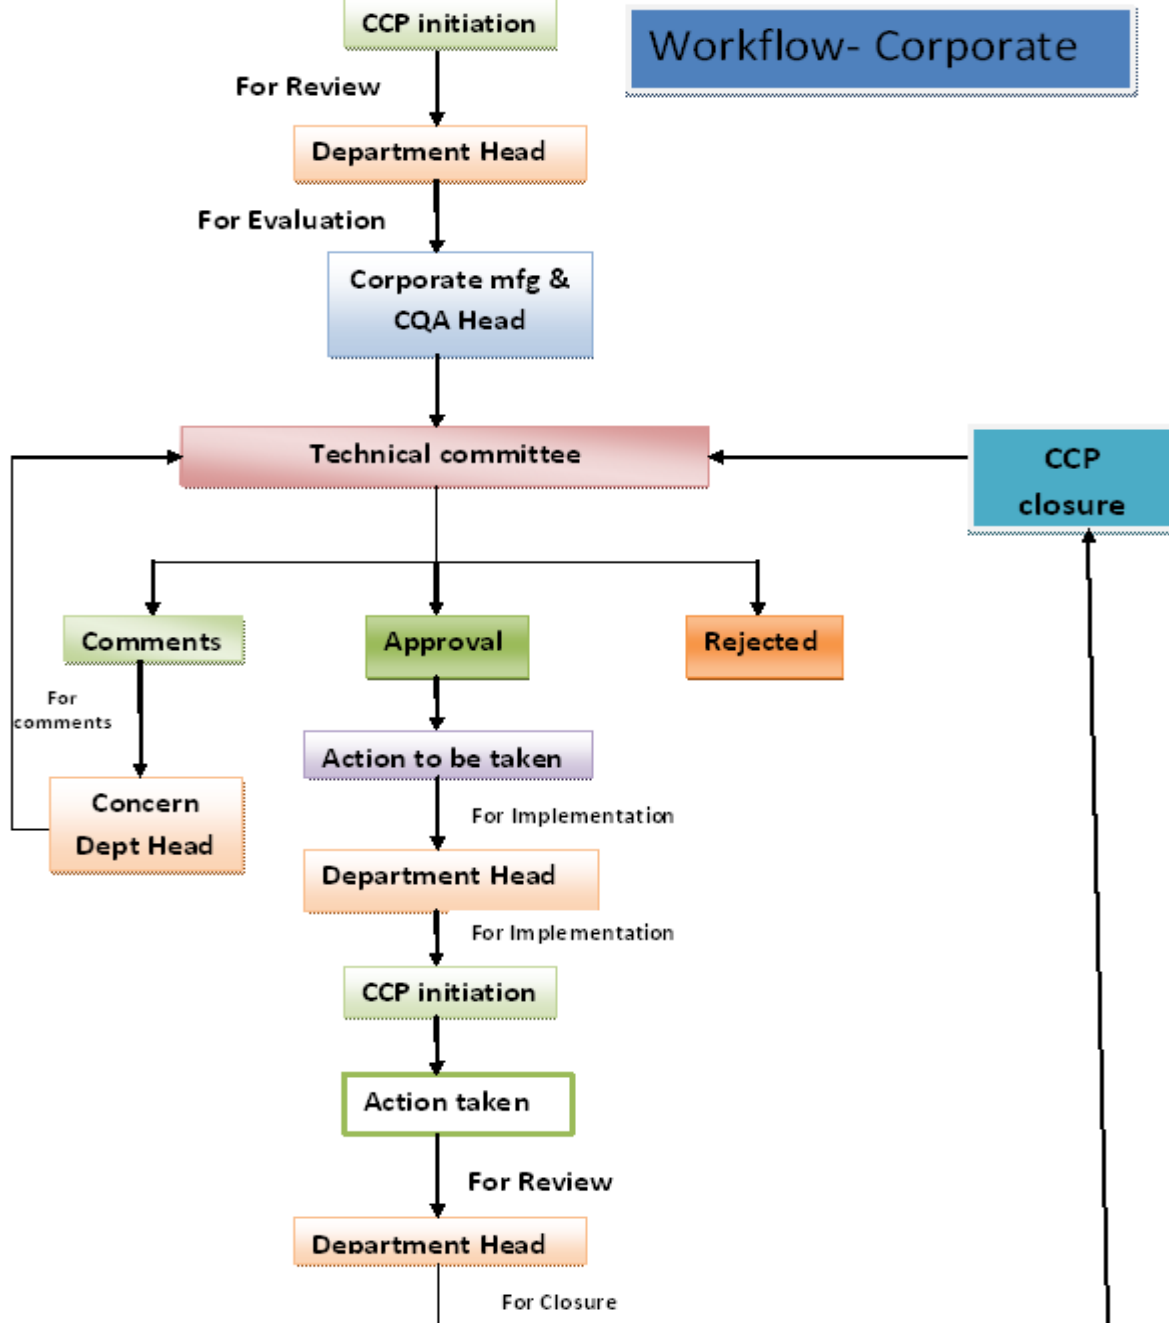 CCP initiation
Workflow- Corporate
For Review
Department Head
For Evaluation
Corporate mfg &
CQA Head
Technical committee
CCP
closure
Comments
Approval
Rejected
For
comments
Action to be taken
Concern
Dept Head
For Implementation
Department Head
For Implementation
CCP initiation
Action taken
For Review
Department Head
For Closure